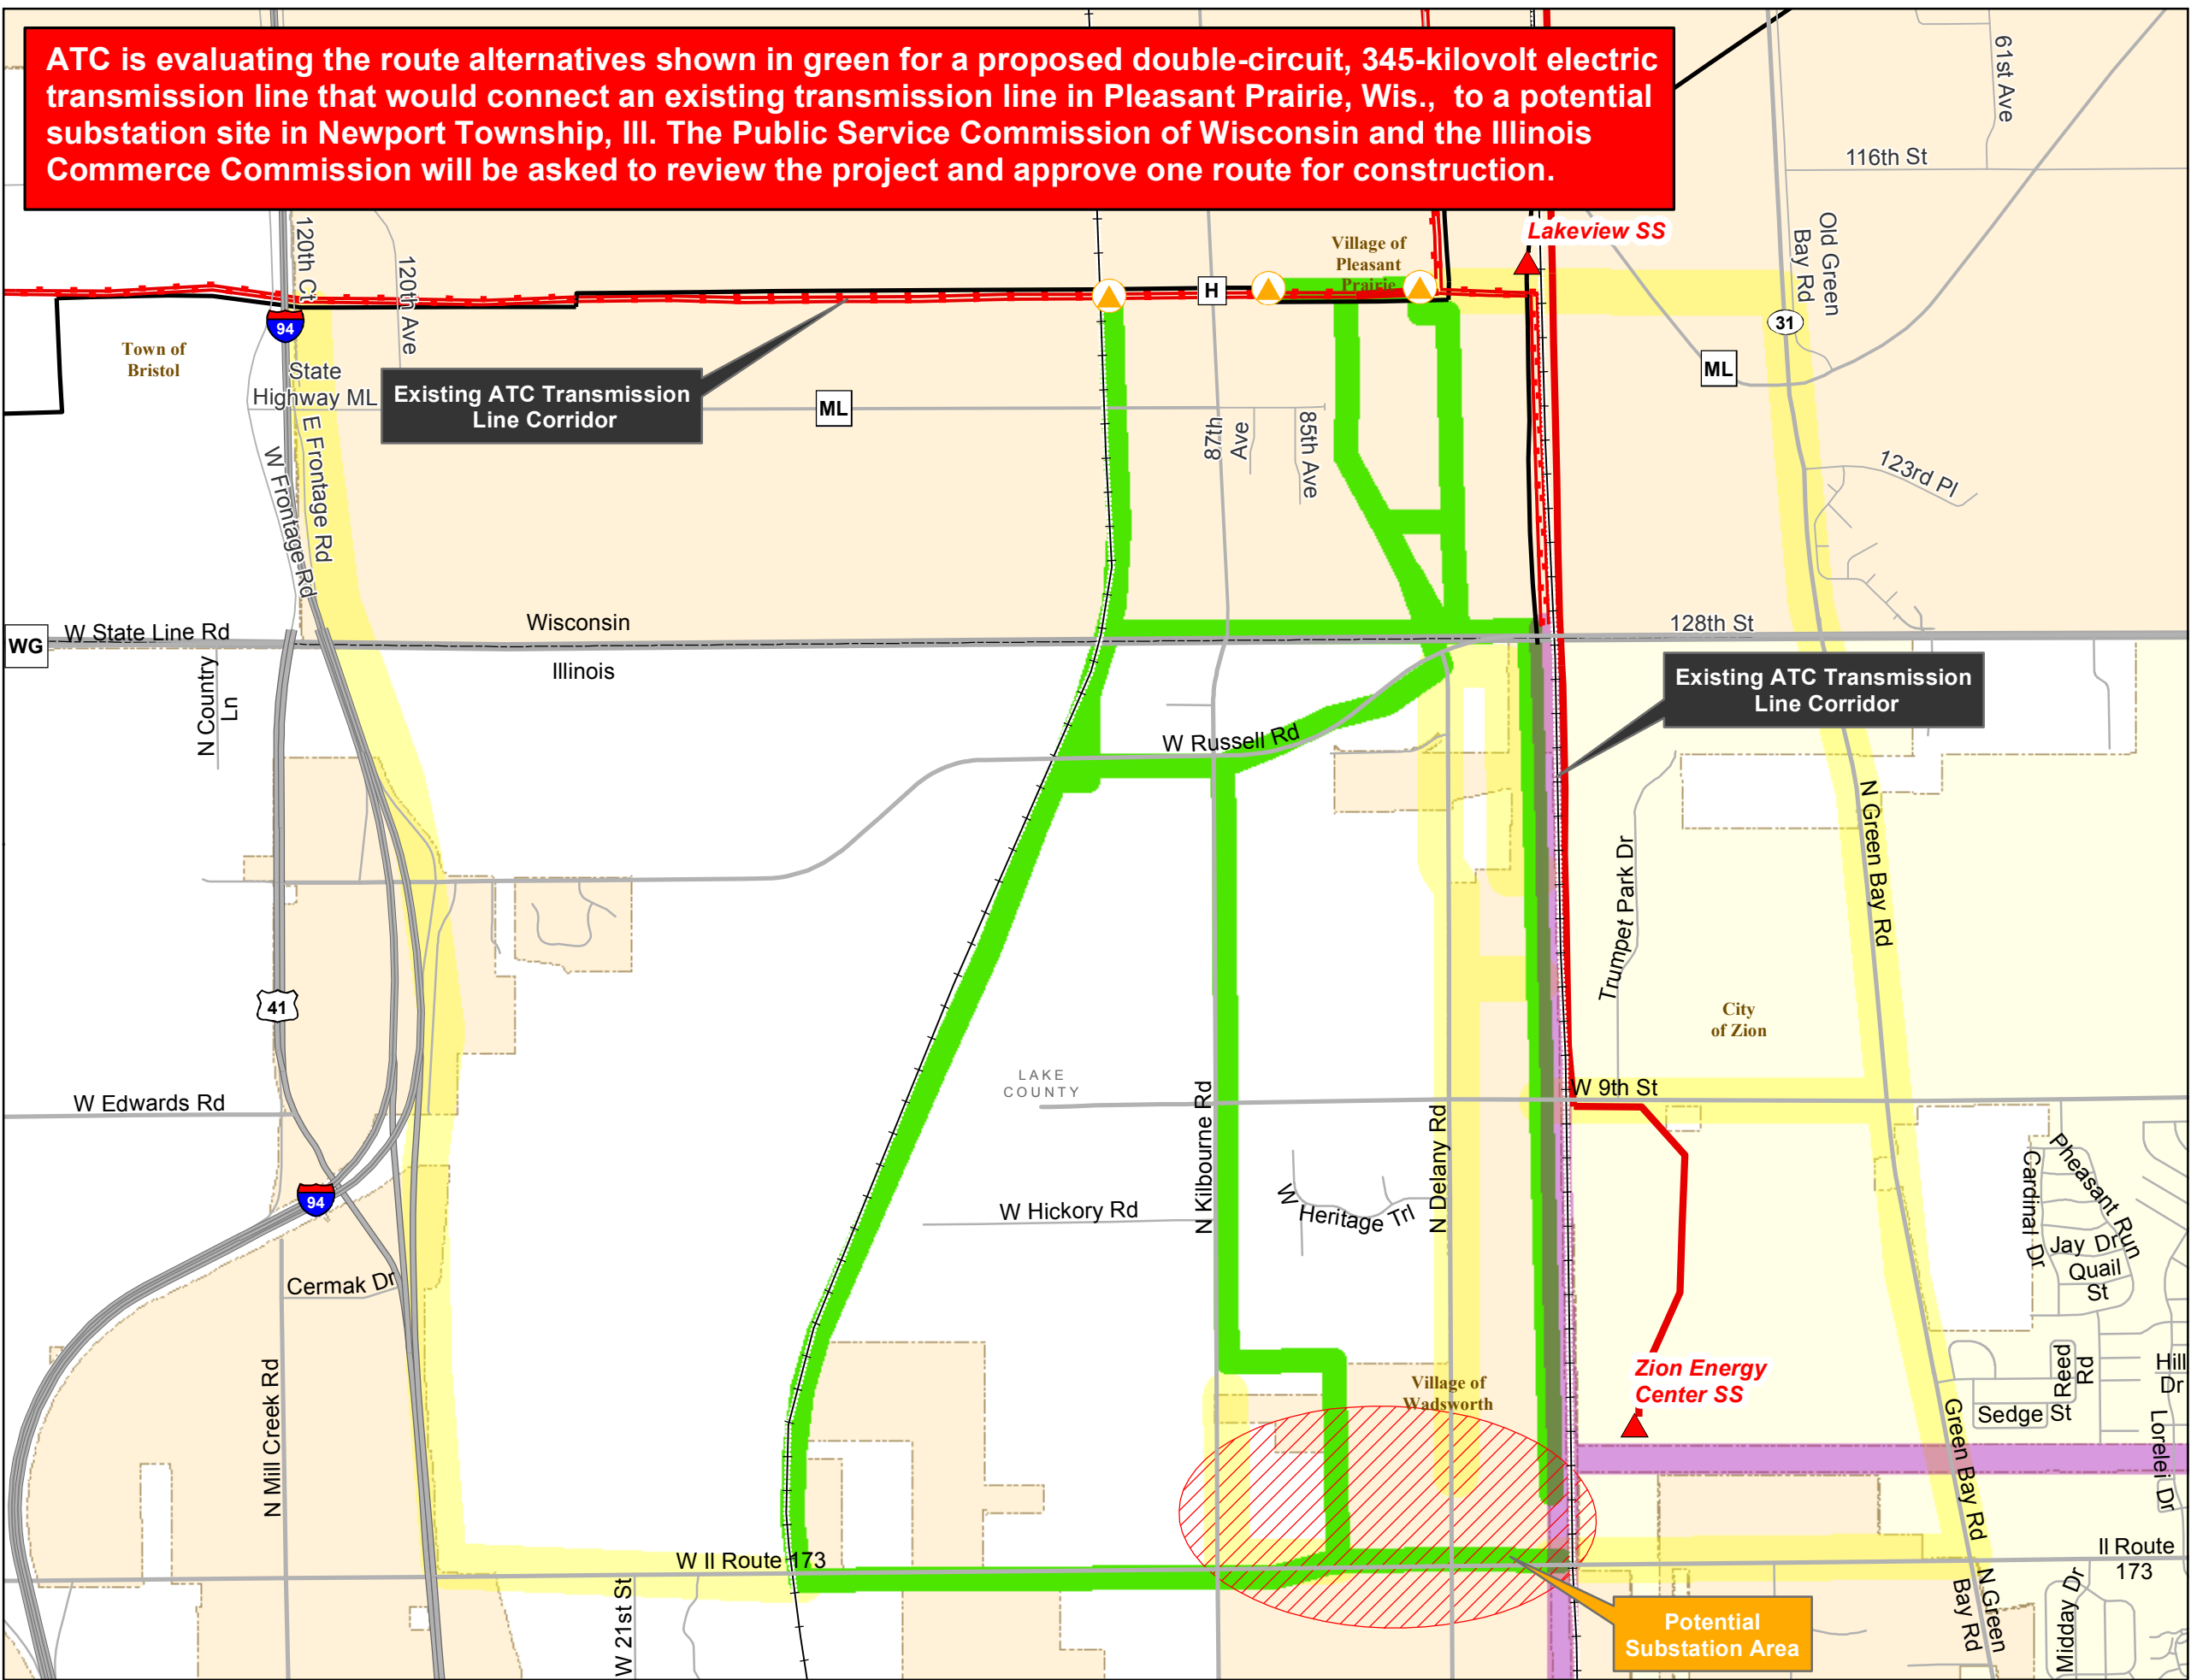 ATC is evaluating the route alternatives shown in green for a proposed double-circuit, 345-kilovolt electric
transmission line that would connect an existing transmission line in Pleasant Prairie, Wis., to a potential
substation site in Newport Township, Ill. The Public Service Commission of Wisconsin and the Illinois
Commerce Commission will be asked to review the project and approve one route for construction.
61st Ave
116th St
120th Ct
120th Ave
Village of
Pleasant
Prairie
Lakeview SS
Old Green
Bay Rd
H
94
31
Town of
Bristol
State
Highway ML
Existing ATC Transmission
Line Corridor
ML
ML
87th
Ave
85th Ave
E Frontage Rd
W Frontage Rd
123rd Pl
WG
W State Line Rd
Wisconsin
Illinois
128th St
N Country
Ln
Existing ATC Transmission
Line Corridor
W Russell Rd
N Green Bay Rd
Trumpet Park Dr
41
City
of Zion
LAKE
COUNTY
W Edwards Rd
W 9th St
N Kilbourne Rd
N Delany Rd
94
W Hickory Rd
W Heritage Trl
Cardinal Dr
Pheasant Run
Jay Dr
Quail
St
Cermak Dr
N Mill Creek Rd
Village of
Wadsworth
Zion Energy
Center SS
Reed
Rd
Hill
Dr
Sedge St
Green Bay Rd
Lorelei Dr
W Il Route 173
Il Route
173
W 21st St
Potential
Substation Area
N Green
Bay Rd
Midday Dr